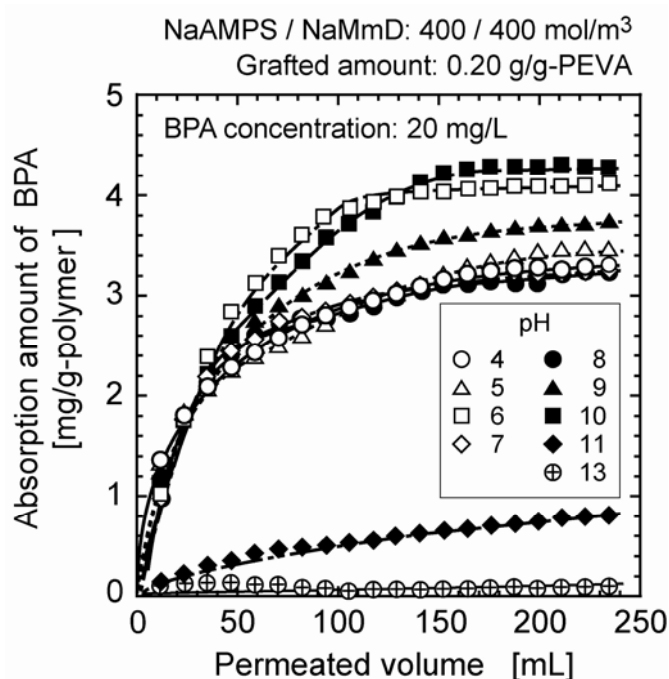 NaAMPS / NaMmD: 400 / 400 mol/m³
Grafted amount: 0.20 g/g-PEVA
BPA concentration: 20 mg/L
Absorption amount of BPA
[mg/g-polymer]
5
4
3
2
1
0
pH
4 8
5 9
6 10
7 11
13
0 50 100 150 200 250
Permeated volume [mL]